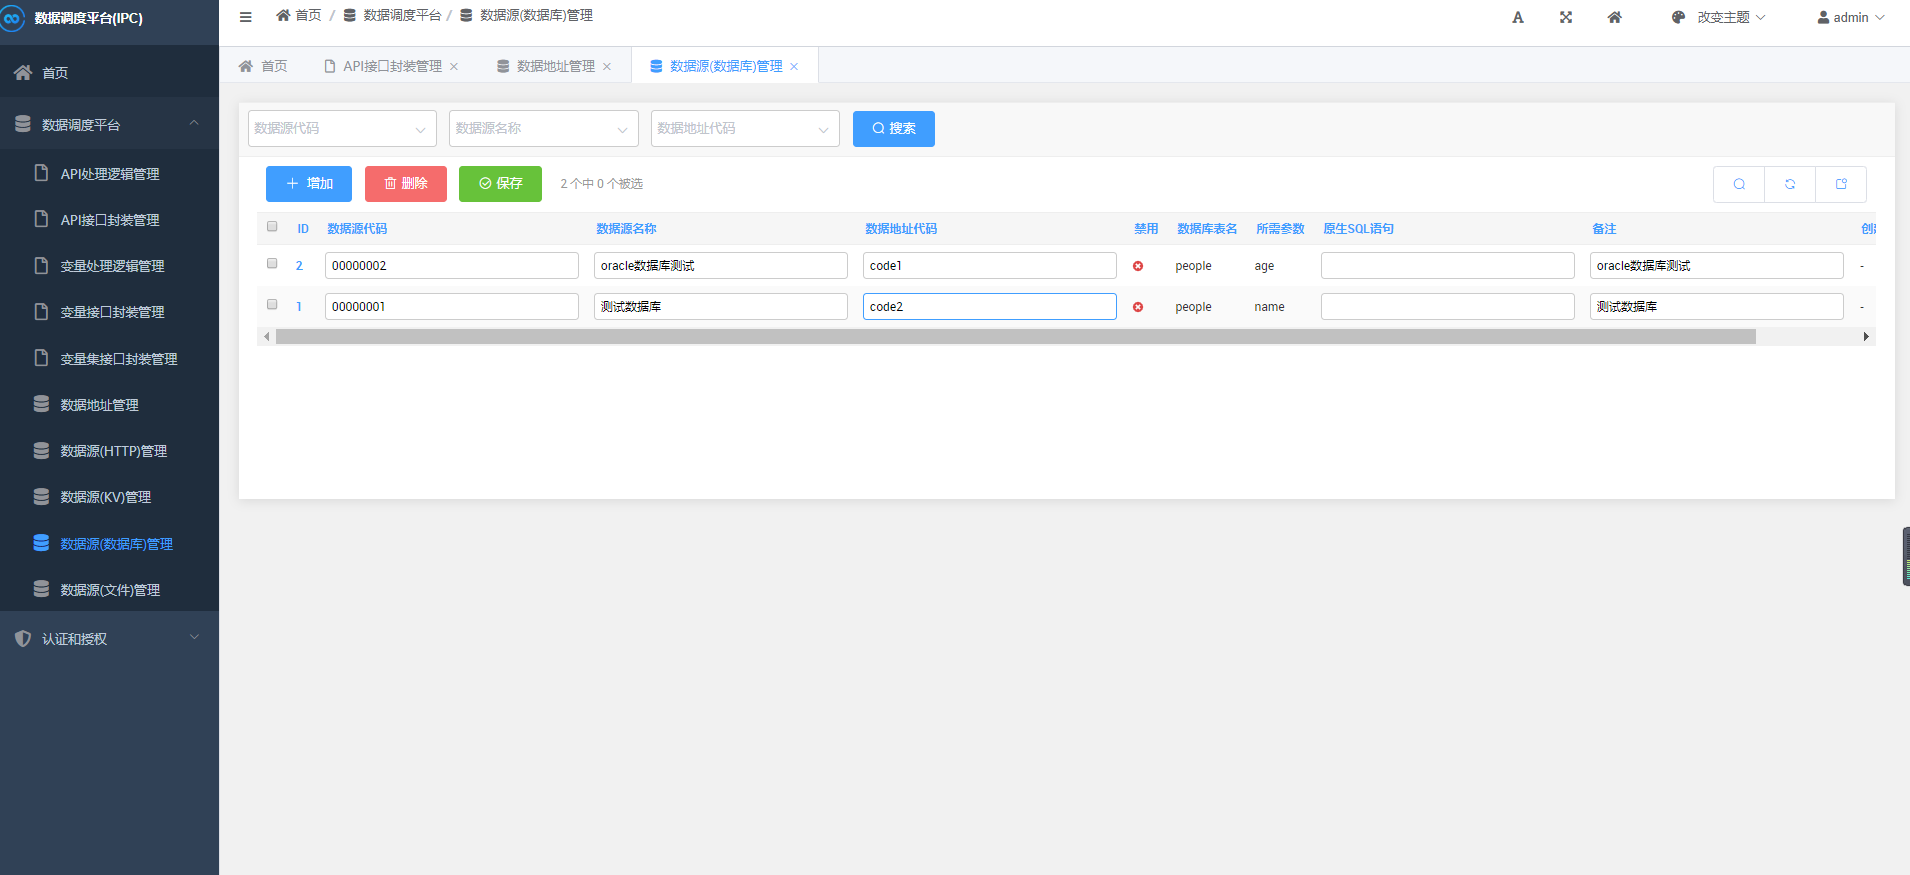 数据调度平台(IPC)
首页 / 数据调度平台 / 数据源(数据库)管理
A 改变主题 admin
首页 API接口封装管理 数据地址管理 数据源(数据库)管理
首页
数据调度平台
API处理逻辑管理
API接口封装管理
变量处理逻辑管理
变量接口封装管理
变量集接口封装管理
数据地址管理
数据源(HTTP)管理
数据源(KV)管理
数据源(数据库)管理
数据源(文件)管理
认证和授权
数据源代码 数据源名称 数据地址代码 搜索
增加 删除 保存 2 个中 0 个被选
ID 数据源代码 数据源名称 数据地址代码 禁用 数据库表名 所需参数 原生SQL语句 备注
2 00000002 oracle数据库测试 code1 people age oracle数据库测试 -
1 00000001 测试数据库 code2 people name 测试数据库 -